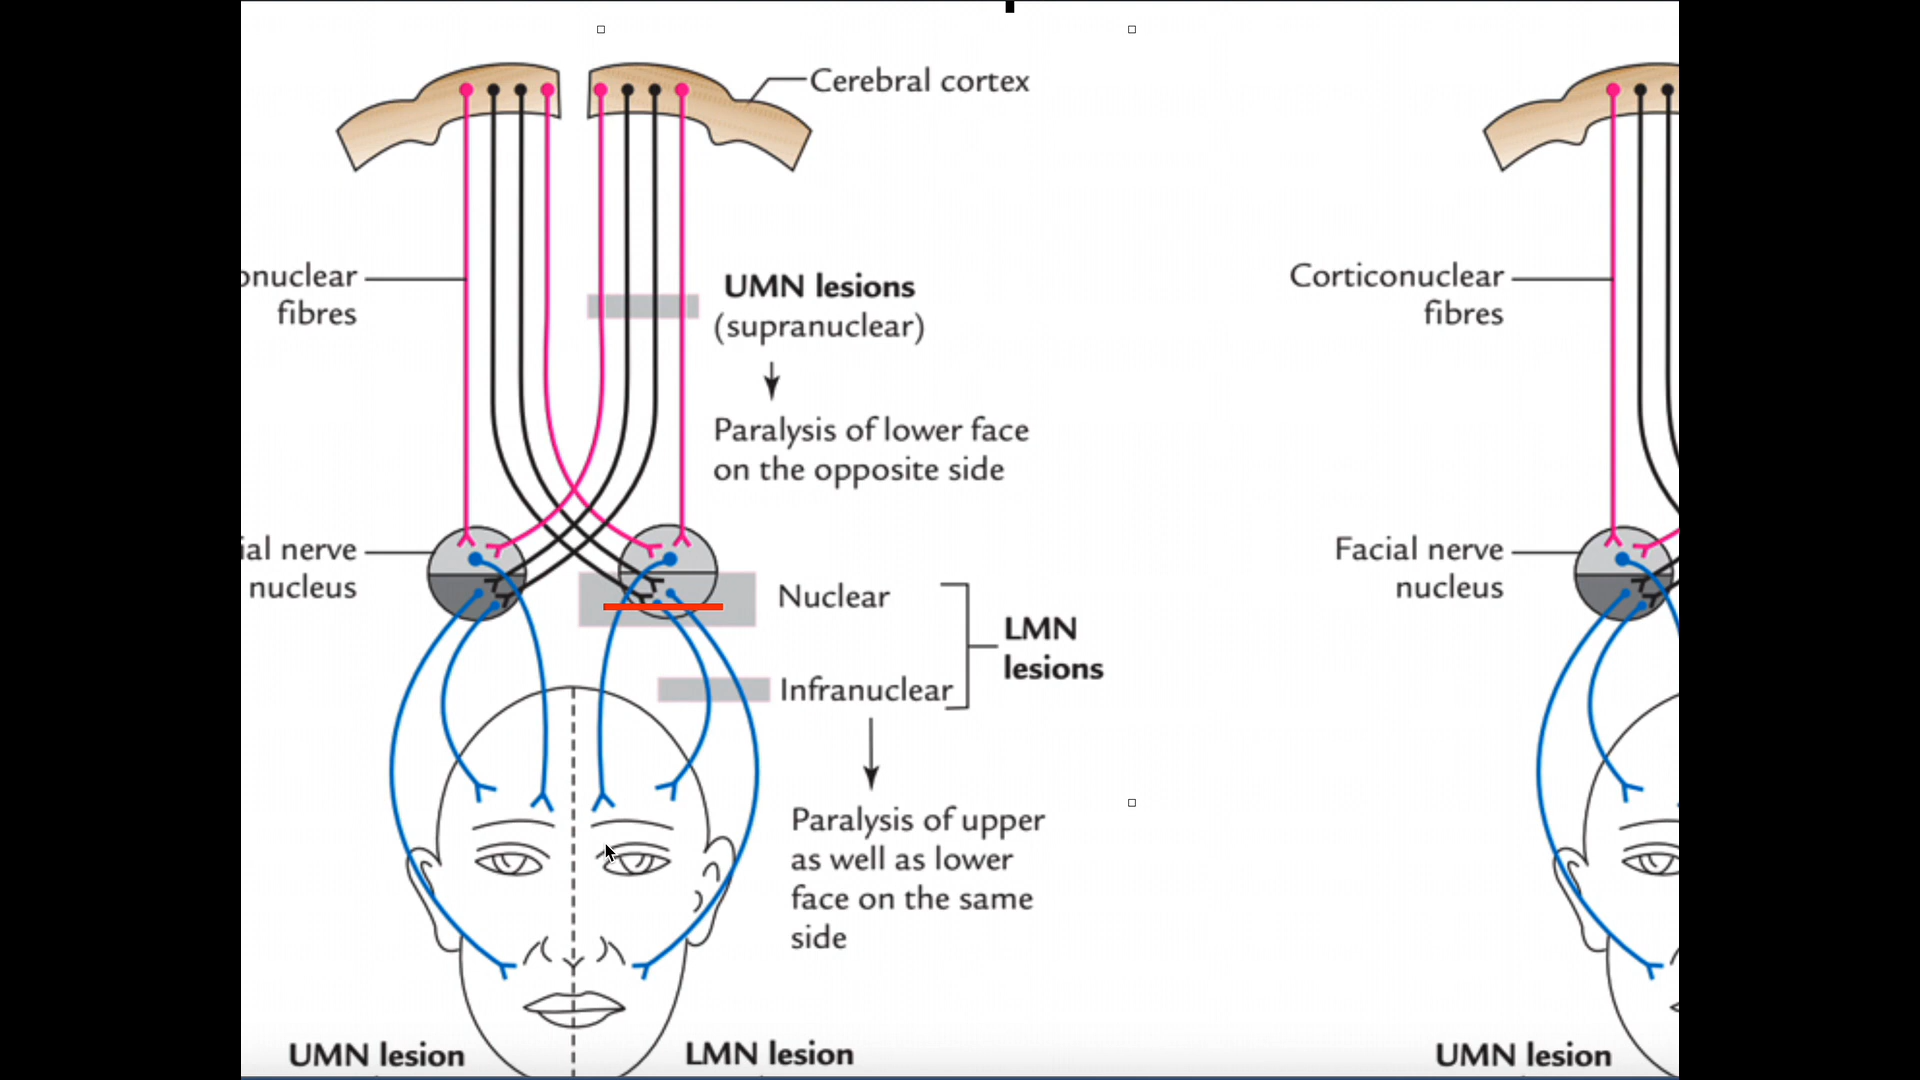 Cerebral cortex
onuclear
fibres
UMN lesions
(supranuclear)
Paralysis of lower face
on the opposite side
ial nerve
nucleus
Nuclear
LMN
lesions
Infranuclear
Paralysis of upper
as well as lower
face on the same
side
UMN lesion
LMN lesion
Corticonuclear
fibres
Facial nerve
nucleus
UMN lesion